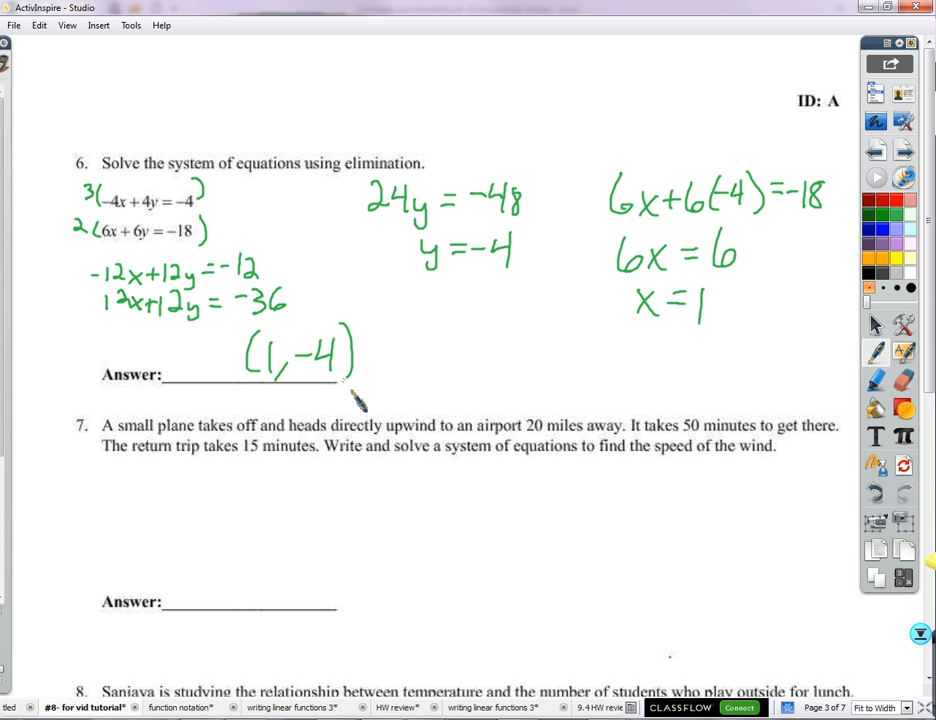 ActivInspire - Studio
File Edit View Insert Tools Help
ID: A
6. Solve the system of equations using elimination.
3(-4x + 4y = -4)
2(6x + 6y = -18)
-12x+12y = -12
12x+12y = -36
24y = -48
y = -4
6x+6(-4)=-18
6x = 6
x = 1
(1, -4)
Answer:
7. A small plane takes off and heads directly upwind to an airport 20 miles away. It takes 50 minutes to get there.
The return trip takes 15 minutes. Write and solve a system of equations to find the speed of the wind.
Answer:
8. Sanjaya is studying the relationship between temperature and the number of students who play outside for lunch.
tled #8- for vid tutorial* function notation* writing linear functions 3* HW review* writing linear functions 3* 9.4 HW revie CLASSFLOW Connect Page 3 of 7 Fit to Width